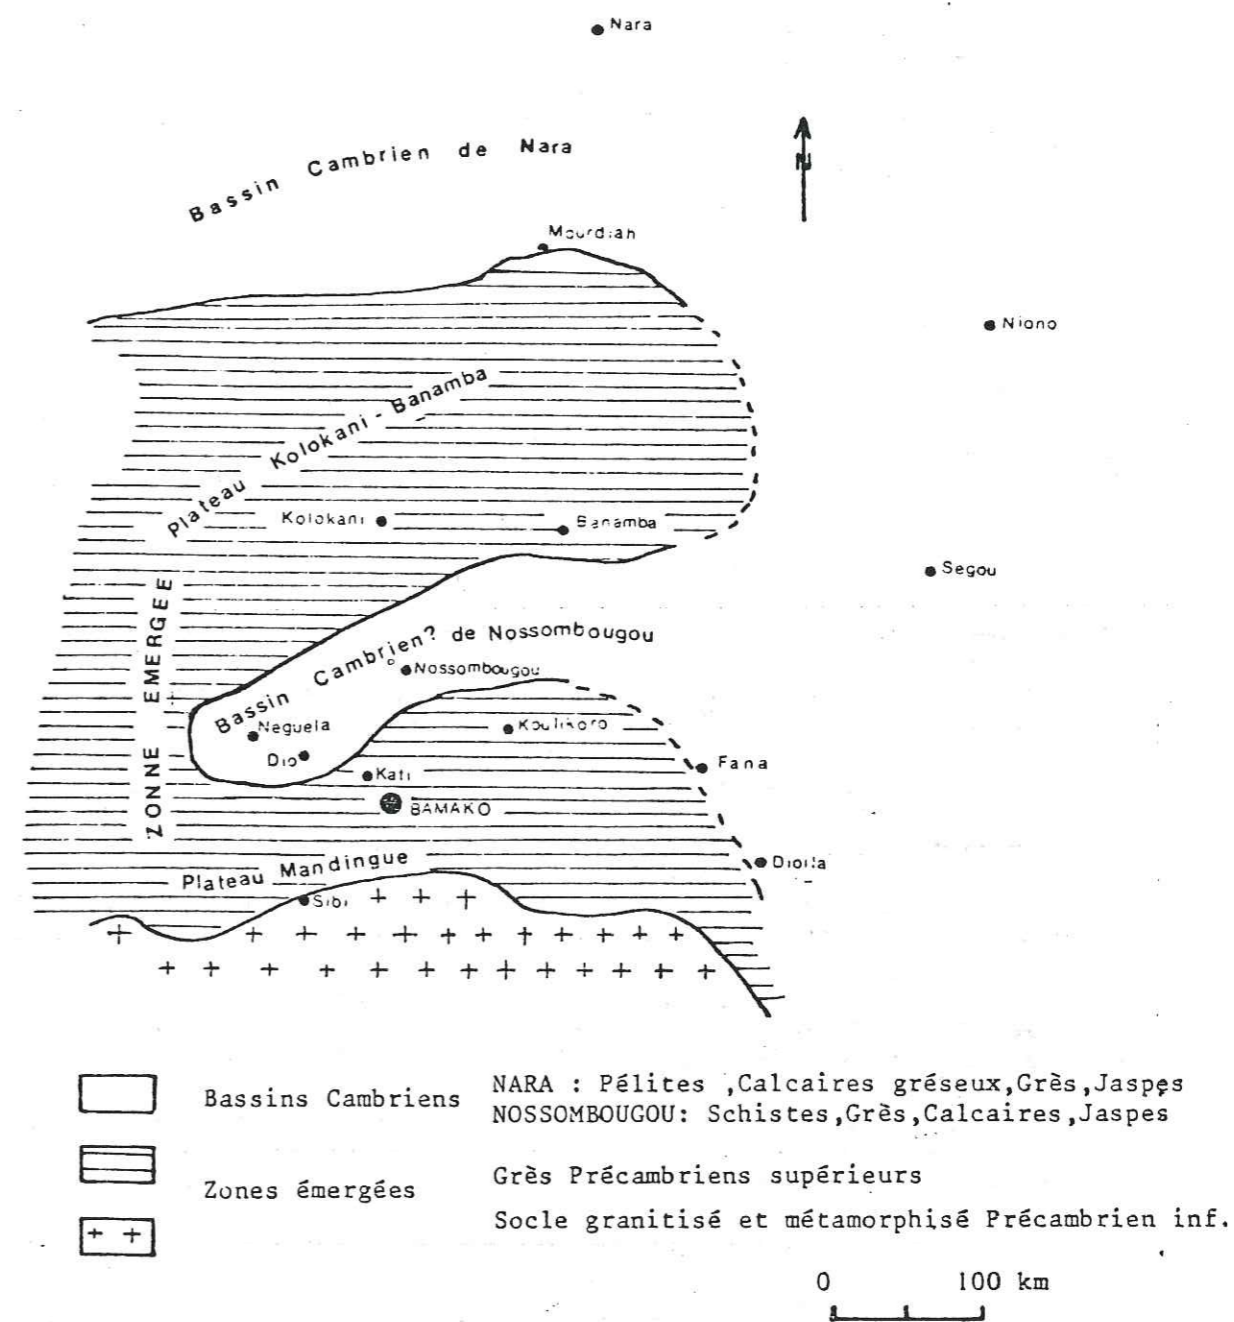 Nara
Bassin Cambrien de Nara
N
Mourdiah
Niono
Plateau Kolokani - Banamba
Kolokani
Banamba
Segou
ZONNE EMERGEE
Bassin Cambrien? de Nossombougou
Nossombougou
Neguela
Koulikoro
Dio
Kati
Fana
BAMAKO
Plateau Mandingue
Dioila
Sibi
Bassins Cambriens
NARA : Pélites ,Calcaires gréseux,Grès,Jaspes
NOSSOMBOUGOU: Schistes,Grès,Calcaires,Jaspes
Zones émergées
Grès Précambriens supérieurs
Socle granitisé et métamorphisé Précambrien inf.
0 100 km